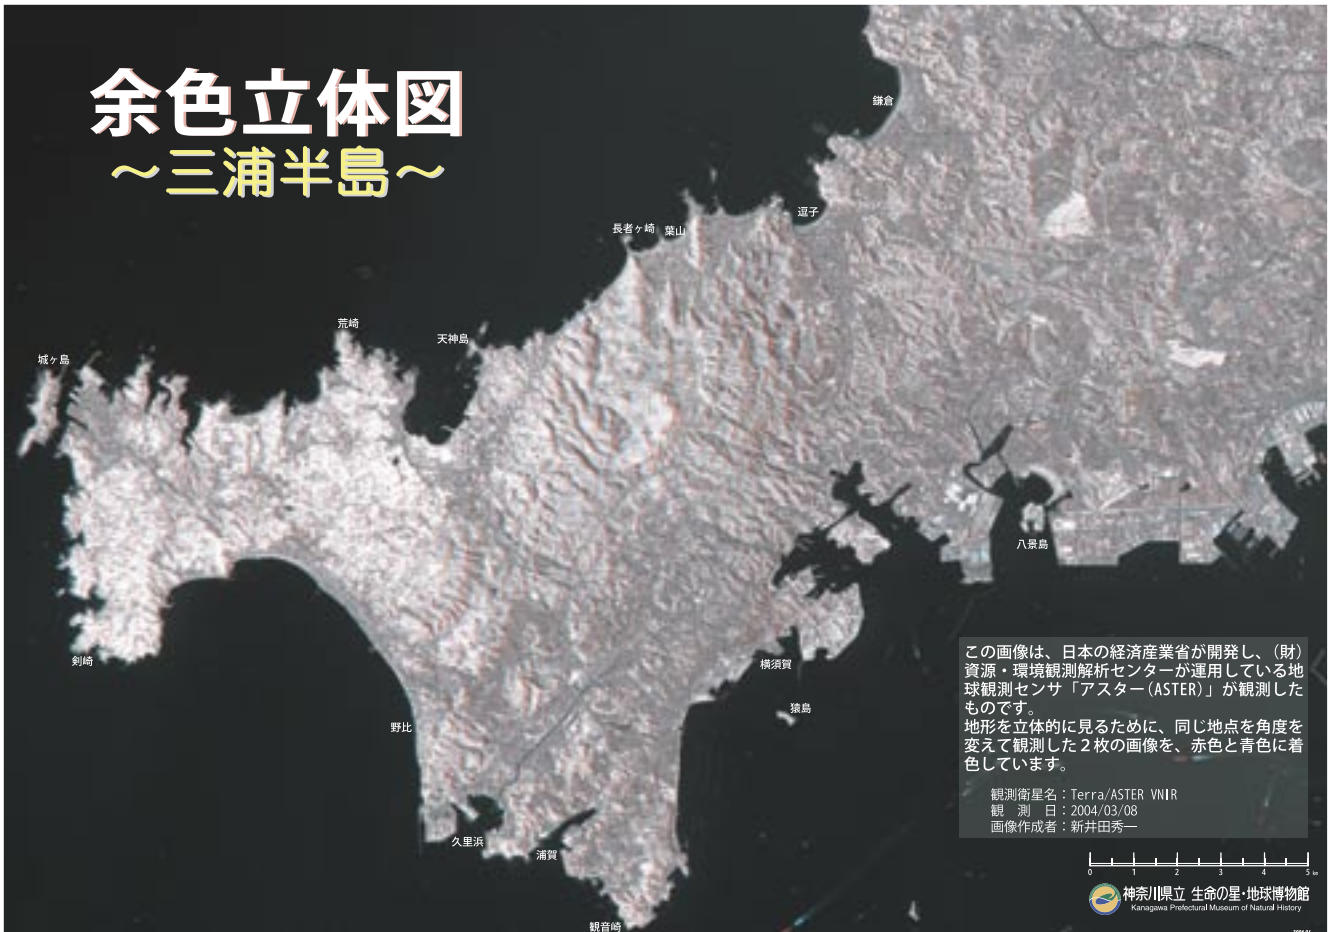 余色立体図
～三浦半島～
鎌倉
逗子
長者ヶ崎
葉山
荒崎
天神島
城ヶ島
八景島
剣崎
横須賀
猿島
野比
久里浜
浦賀
観音崎
この画像は、日本の経済産業省が開発し、（財）
資源・環境観測解析センターが運用している地
球観測センサ「アスター（ASTER）」が観測した
ものです。
地形を立体的に見るために、同じ地点を角度を
変えて観測した２枚の画像を、赤色と青色に着
色しています。
観測衛星名：Terra/ASTER VNIR
観　測　日：2004/03/08
画像作成者：新井田秀一
0 1 2 3 4 5 km
神奈川県立 生命の星・地球博物館
Kanagawa Prefectural Museum of Natural History